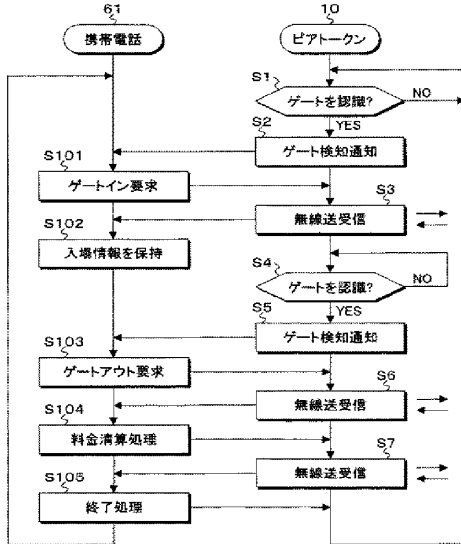 61
10
携帯電話
ピアトークン
S1
ゲートを認識?
NO
YES
S2
ゲート検知通知
S101
ゲートイン要求
S3
無線送受信
S102
入場情報を保持
S4
ゲートを認識?
NO
YES
S5
ゲート検知通知
S103
ゲートアウト要求
S6
無線送受信
S104
料金清算処理
S7
無線送受信
S105
終了処理